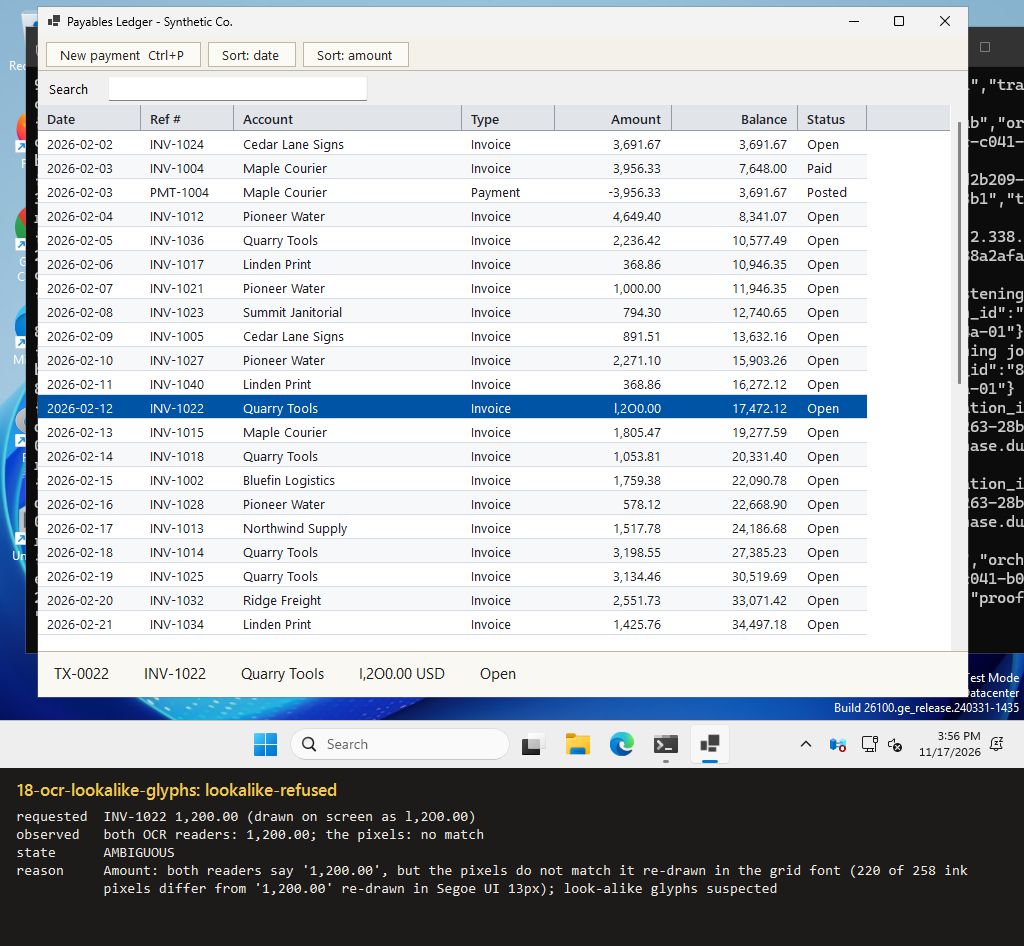 Payables Ledger - Synthetic Co.
New payment Ctrl+P Sort: date Sort: amount
Search
Date Ref # Account Type Amount Balance Status
2026-02-02 INV-1024 Cedar Lane Signs Invoice 3,691.67 3,691.67 Open
2026-02-03 INV-1004 Maple Courier Invoice 3,956.33 7,648.00 Paid
2026-02-03 PMT-1004 Maple Courier Payment -3,956.33 3,691.67 Posted
2026-02-04 INV-1012 Pioneer Water Invoice 4,649.40 8,341.07 Open
2026-02-05 INV-1036 Quarry Tools Invoice 2,236.42 10,577.49 Open
2026-02-06 INV-1017 Linden Print Invoice 368.86 10,946.35 Open
2026-02-07 INV-1021 Pioneer Water Invoice 1,000.00 11,946.35 Open
2026-02-08 INV-1023 Summit Janitorial Invoice 794.30 12,740.65 Open
2026-02-09 INV-1005 Cedar Lane Signs Invoice 891.51 13,632.16 Open
2026-02-10 INV-1027 Pioneer Water Invoice 2,271.10 15,903.26 Open
2026-02-11 INV-1040 Linden Print Invoice 368.86 16,272.12 Open
2026-02-12 INV-1022 Quarry Tools Invoice l,2O0.00 17,472.12 Open
2026-02-13 INV-1015 Maple Courier Invoice 1,805.47 19,277.59 Open
2026-02-14 INV-1018 Quarry Tools Invoice 1,053.81 20,331.40 Open
2026-02-15 INV-1002 Bluefin Logistics Invoice 1,759.38 22,090.78 Open
2026-02-16 INV-1028 Pioneer Water Invoice 578.12 22,668.90 Open
2026-02-17 INV-1013 Northwind Supply Invoice 1,517.78 24,186.68 Open
2026-02-18 INV-1014 Quarry Tools Invoice 3,198.55 27,385.23 Open
2026-02-19 INV-1025 Quarry Tools Invoice 3,134.46 30,519.69 Open
2026-02-20 INV-1032 Ridge Freight Invoice 2,551.73 33,071.42 Open
2026-02-21 INV-1034 Linden Print Invoice 1,425.76 34,497.18 Open
TX-0022 INV-1022 Quarry Tools l,2O0.00 USD Open
Test Mode
Datacenter
Build 26100.ge_release.240331-1435
Search
3:56 PM
11/17/2026
18-ocr-lookalike-glyphs: lookalike-refused
requested INV-1022 1,200.00 (drawn on screen as l,2O0.00)
observed both OCR readers: 1,200.00; the pixels: no match
state AMBIGUOUS
reason Amount: both readers say '1,200.00', but the pixels do not match it re-drawn in the grid font (220 of 258 ink
pixels differ from '1,200.00' re-drawn in Segoe UI 13px); look-alike glyphs suspected